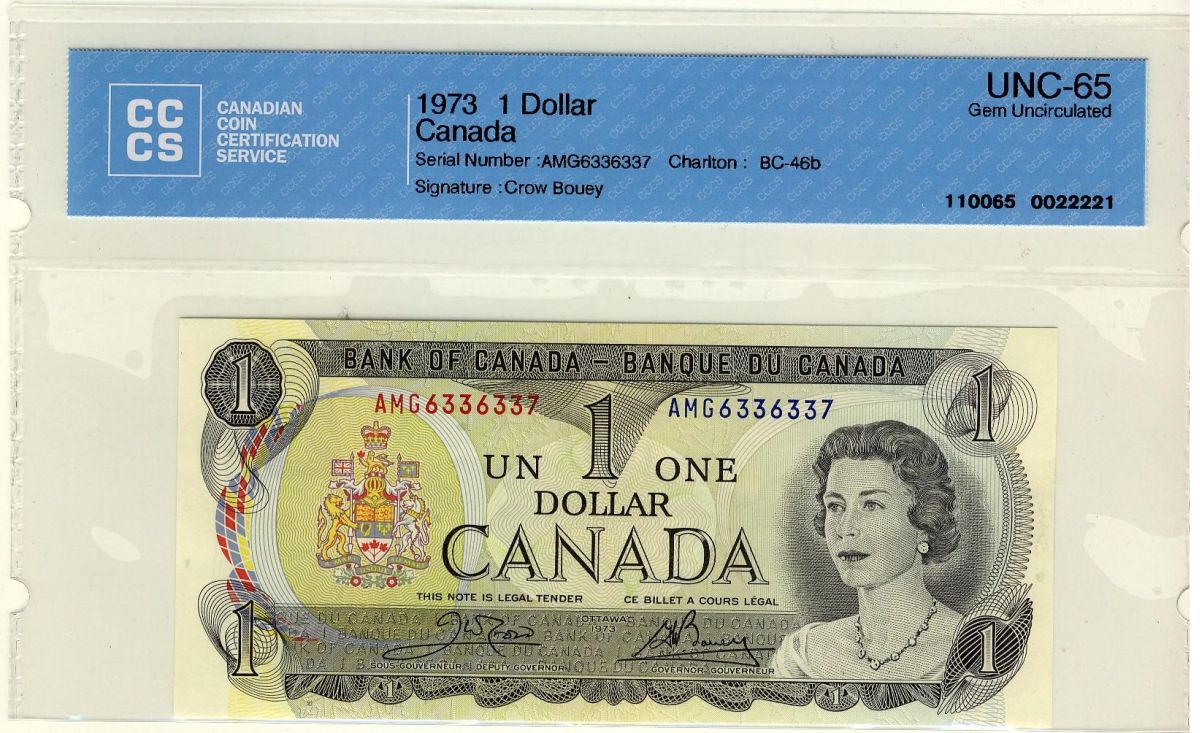 CC
CS
CANADIAN
COIN
CERTIFICATION
SERVICE
1973 1 Dollar
Canada
Serial Number :AMG6336337 Charlton : BC-46b
Signature :Crow Bouey
UNC-65
Gem Uncirculated
110065 0022221
1 BANK OF CANADA – BANQUE DU CANADA 1
AMG6336337 1 AMG6336337
UN ONE
DOLLAR
CANADA
THIS NOTE IS LEGAL TENDER CE BILLET A COURS LÉGAL
OTTAWA
1973
SOUS-GOUVERNEUR DEPUTY GOVERNOR GOVERNOR-GOUVERNEUR
1 1
1 1